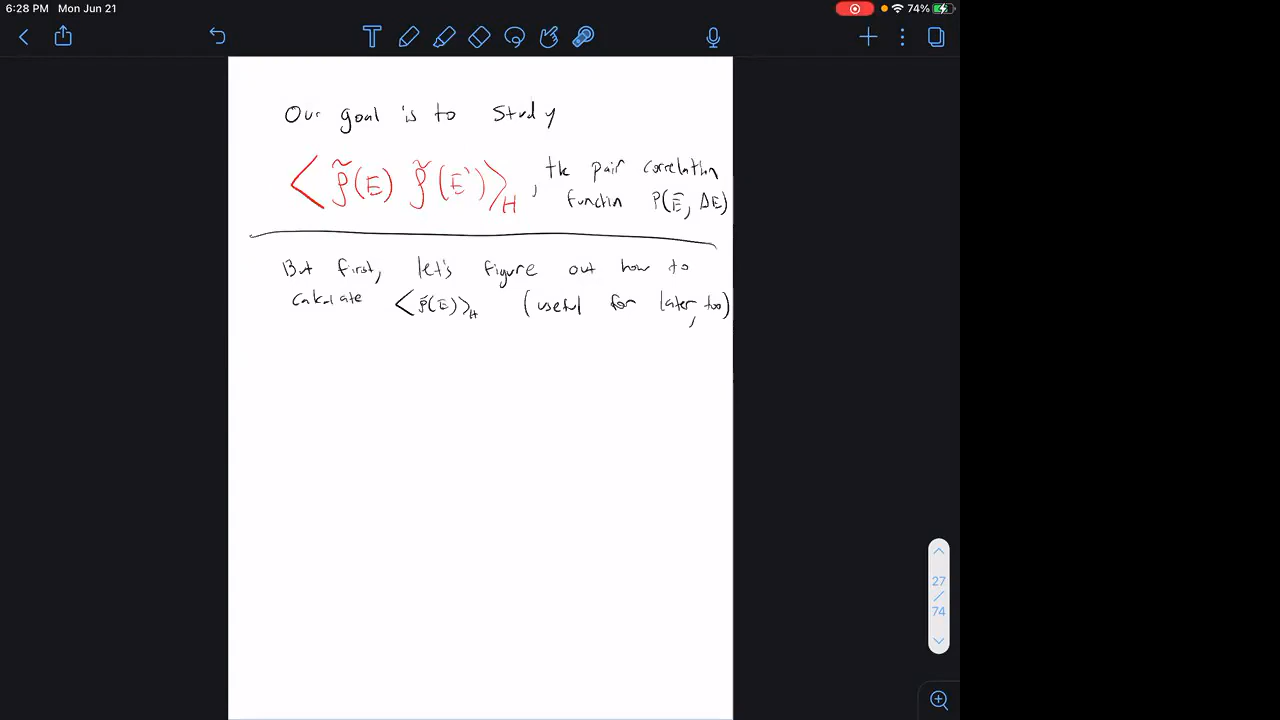 6:28 PM Mon Jun 21
74%
Our goal is to study
⟨ρ̃(E) ρ̃(E')⟩_H , the pair correlation
function P(Ē, ΔE)
But first, let's figure out how to
calculate ⟨ρ̃(E)⟩_H (useful for later, too)
27
/
74